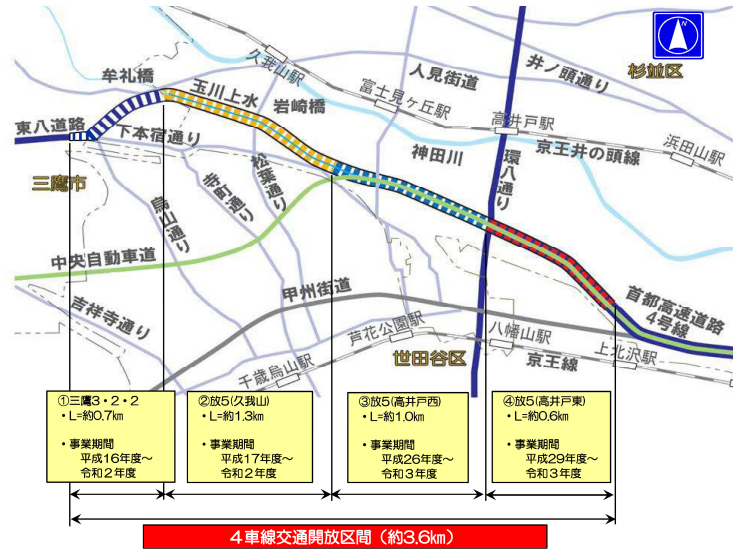 N
杉並区
牟礼橋
久我山駅
人見街道
井ノ頭通り
玉川上水
岩崎橋
富士見ヶ丘駅
高井戸駅
東八道路
下本宿通り
神田川
京王井の頭線
浜田山駅
三鷹市
烏山通り
寺町通り
松葉通り
環八通り
中央自動車道
甲州街道
首都高速道路
4号線
吉祥寺通り
芦花公園駅
八幡山駅
千歳烏山駅
世田谷区
京王線
上北沢駅
①三鷹3・2・2
・L=約0.7km
・事業期間
平成16年度～
令和2年度
②放5(久我山)
・L=約1.3km
・事業期間
平成17年度～
令和2年度
③放5(高井戸西)
・L=約1.0km
・事業期間
平成26年度～
令和3年度
④放5(高井戸東)
・L=約0.6km
・事業期間
平成29年度～
令和3年度
4車線交通開放区間（約3.6km）